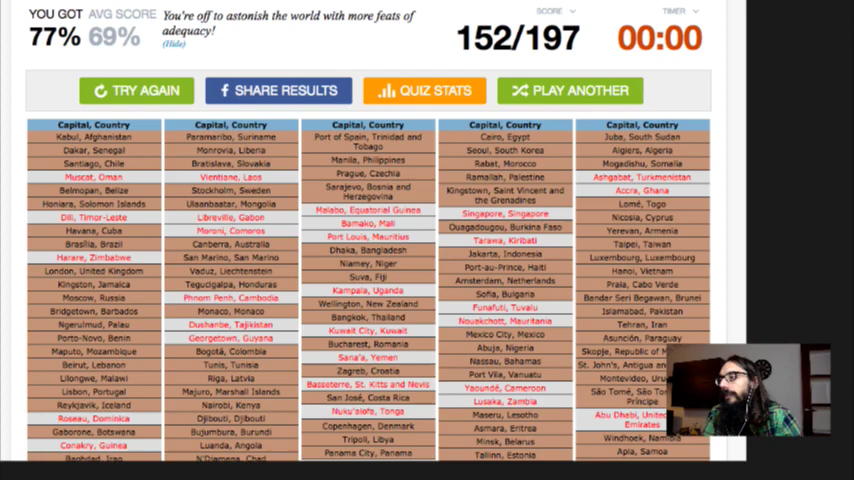 YOU GOT
AVG SCORE
77%
69%
You're off to astonish the world with more feats of
adequacy!
(Hide)
SCORE
152/197
TIMER
00:00
TRY AGAIN
SHARE RESULTS
QUIZ STATS
PLAY ANOTHER
Capital, Country
Kabul, Afghanistan
Dakar, Senegal
Santiago, Chile
Muscat, Oman
Belmopan, Belize
Honiara, Solomon Islands
Dili, Timor-Leste
Havana, Cuba
Brasília, Brazil
Harare, Zimbabwe
London, United Kingdom
Kingston, Jamaica
Moscow, Russia
Bridgetown, Barbados
Ngerulmud, Palau
Porto-Novo, Benin
Maputo, Mozambique
Beirut, Lebanon
Lilongwe, Malawi
Lisbon, Portugal
Reykjavik, Iceland
Roseau, Dominica
Gaborone, Botswana
Conakry, Guinea
Baghdad, Iraq
Capital, Country
Paramaribo, Suriname
Monrovia, Liberia
Bratislava, Slovakia
Vientiane, Laos
Stockholm, Sweden
Ulaanbaatar, Mongolia
Libreville, Gabon
Moroni, Comoros
Canberra, Australia
San Marino, San Marino
Vaduz, Liechtenstein
Tegucigalpa, Honduras
Phnom Penh, Cambodia
Monaco, Monaco
Dushanbe, Tajikistan
Georgetown, Guyana
Bogotá, Colombia
Tunis, Tunisia
Riga, Latvia
Majuro, Marshall Islands
Nairobi, Kenya
Djibouti, Djibouti
Bujumbura, Burundi
Luanda, Angola
N'Djamena, Chad
Capital, Country
Port of Spain, Trinidad and
Tobago
Manila, Philippines
Prague, Czechia
Sarajevo, Bosnia and
Herzegovina
Malabo, Equatorial Guinea
Bamako, Mali
Port Louis, Mauritius
Dhaka, Bangladesh
Niamey, Niger
Suva, Fiji
Kampala, Uganda
Wellington, New Zealand
Bangkok, Thailand
Kuwait City, Kuwait
Bucharest, Romania
Sana'a, Yemen
Zagreb, Croatia
Basseterre, St. Kitts and Nevis
San José, Costa Rica
Nuku'alofa, Tonga
Copenhagen, Denmark
Tripoli, Libya
Panama City, Panama
Capital, Country
Cairo, Egypt
Seoul, South Korea
Rabat, Morocco
Ramallah, Palestine
Kingstown, Saint Vincent and
the Grenadines
Singapore, Singapore
Ouagadougou, Burkina Faso
Tarawa, Kiribati
Jakarta, Indonesia
Port-au-Prince, Haiti
Amsterdam, Netherlands
Sofia, Bulgaria
Funafuti, Tuvalu
Nouakchott, Mauritania
Mexico City, Mexico
Abuja, Nigeria
Nassau, Bahamas
Port Vila, Vanuatu
Yaoundé, Cameroon
Lusaka, Zambia
Maseru, Lesotho
Asmara, Eritrea
Minsk, Belarus
Tallinn, Estonia
Capital, Country
Juba, South Sudan
Algiers, Algeria
Mogadishu, Somalia
Ashgabat, Turkmenistan
Accra, Ghana
Lomé, Togo
Nicosia, Cyprus
Yerevan, Armenia
Taipei, Taiwan
Luxembourg, Luxembourg
Hanoi, Vietnam
Praia, Cabo Verde
Bandar Seri Begawan, Brunei
Islamabad, Pakistan
Tehran, Iran
Asunción, Paraguay
Skopje, Republic of
St. John's, Antigua and
Montevideo,
São Tomé, São
Príncipe
Abu Dhabi,
Emirates
Windhoek, Namibia
Apia, Samoa